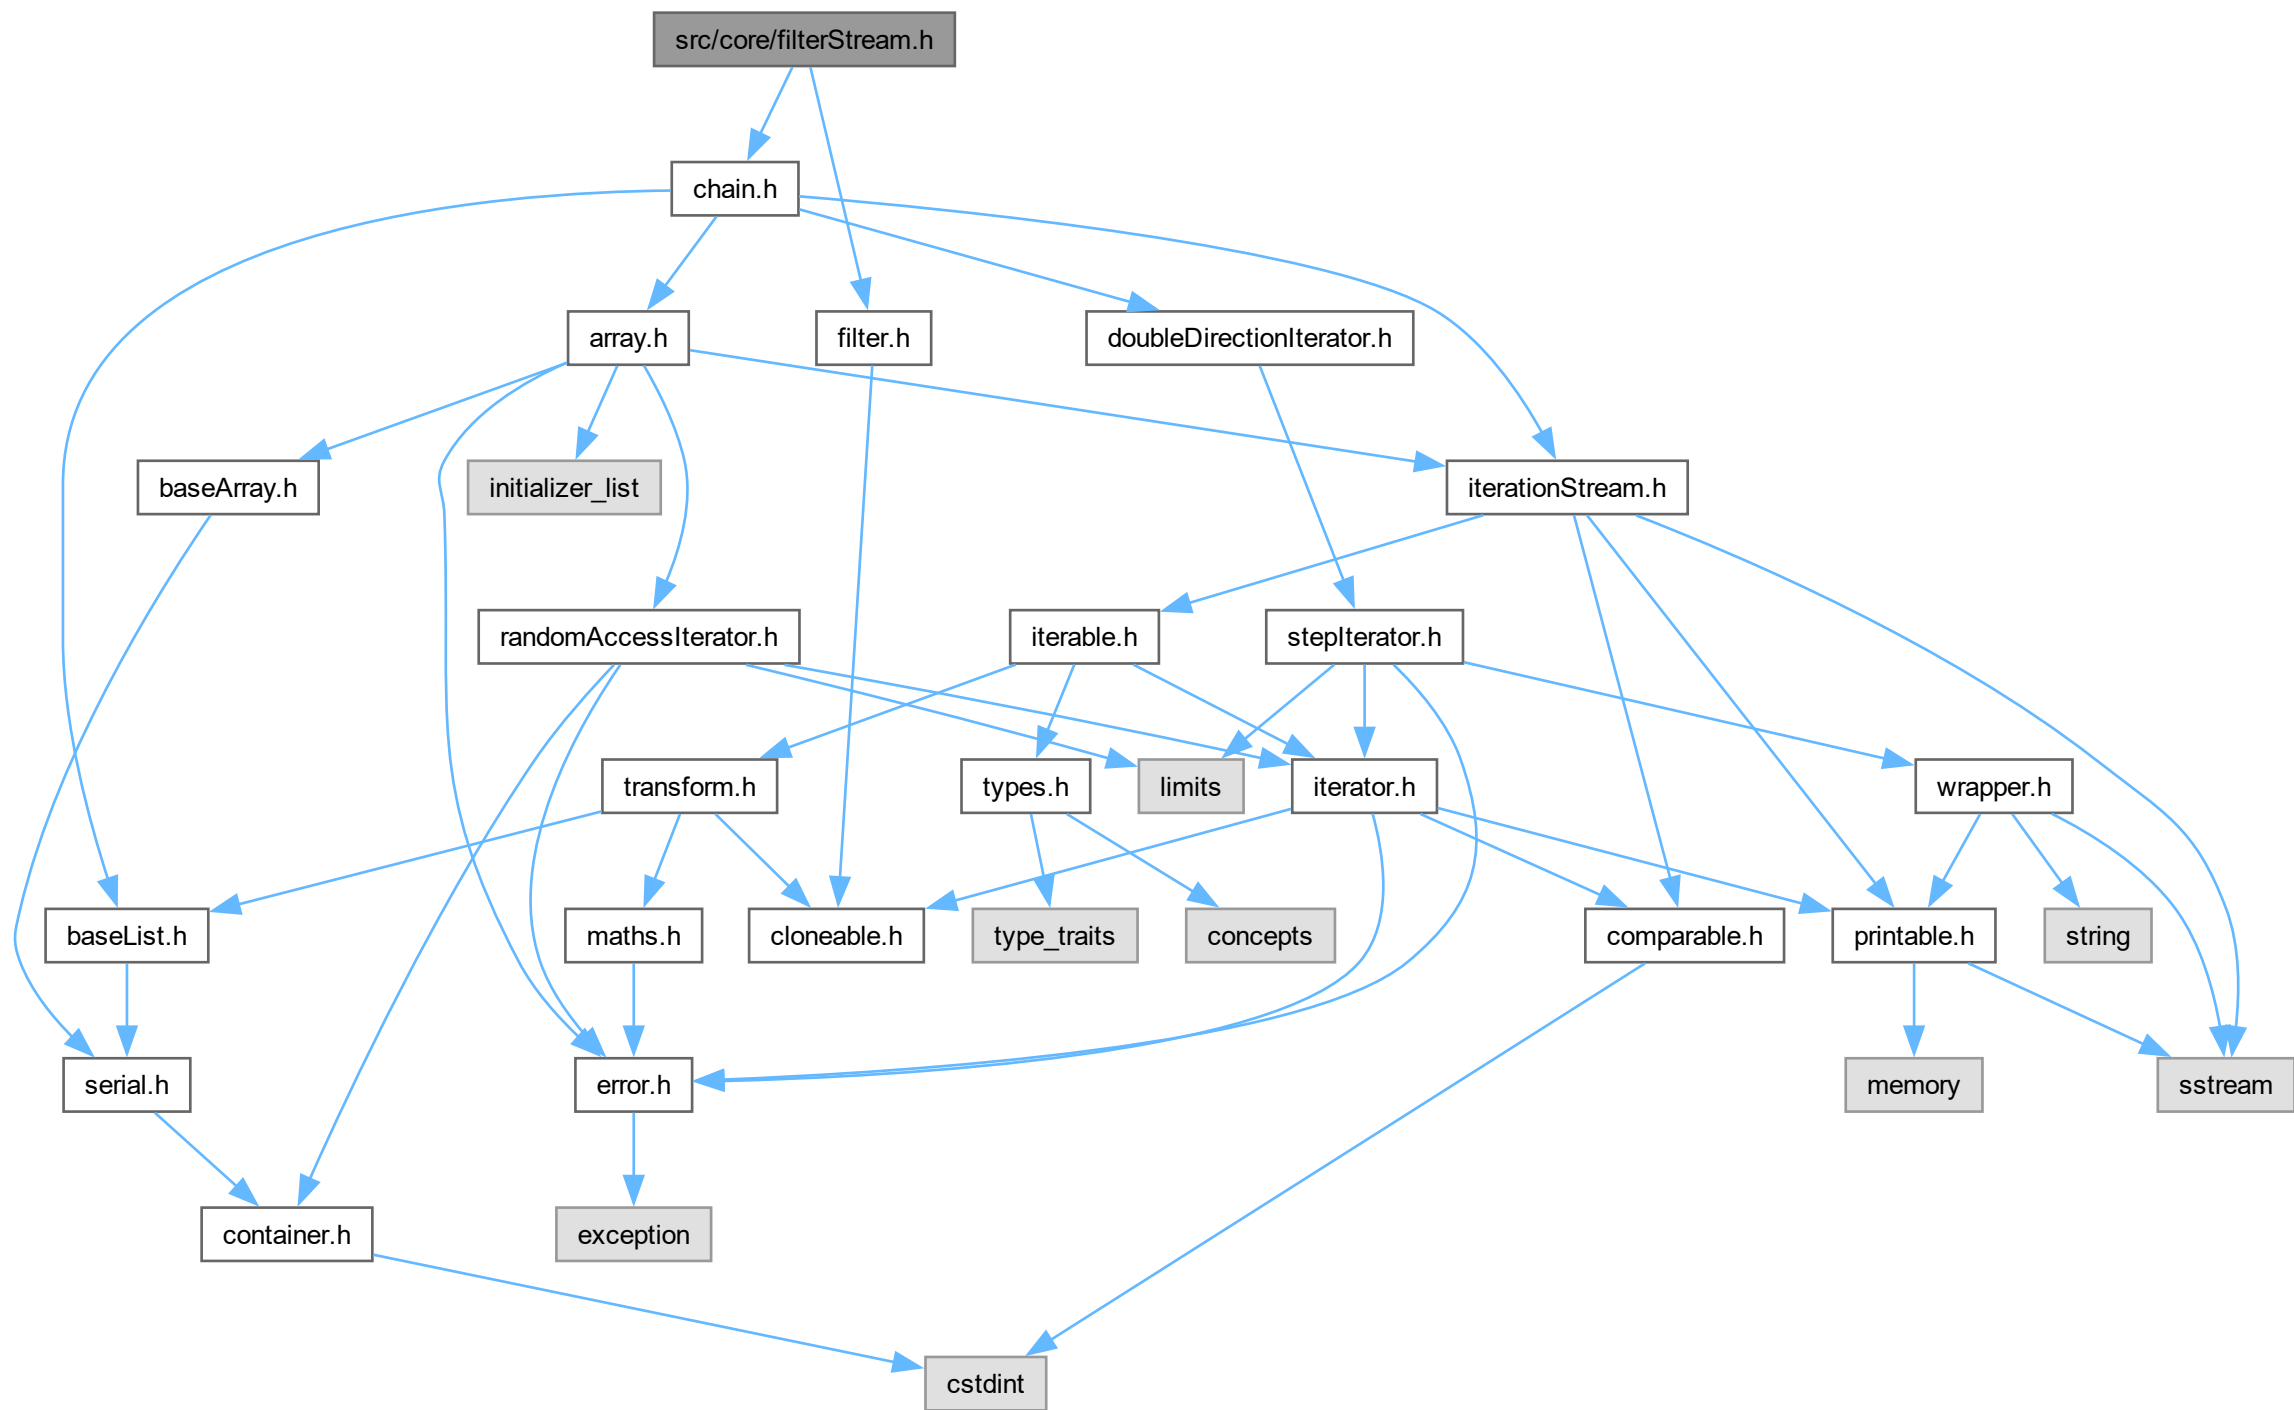 src/core/filterStream.h
chain.h
array.h
filter.h
doubleDirectionIterator.h
baseArray.h
initializer_list
iterationStream.h
randomAccessIterator.h
iterable.h
stepIterator.h
transform.h
types.h
limits
iterator.h
wrapper.h
baseList.h
maths.h
cloneable.h
type_traits
concepts
comparable.h
printable.h
string
serial.h
error.h
memory
sstream
container.h
exception
cstdint